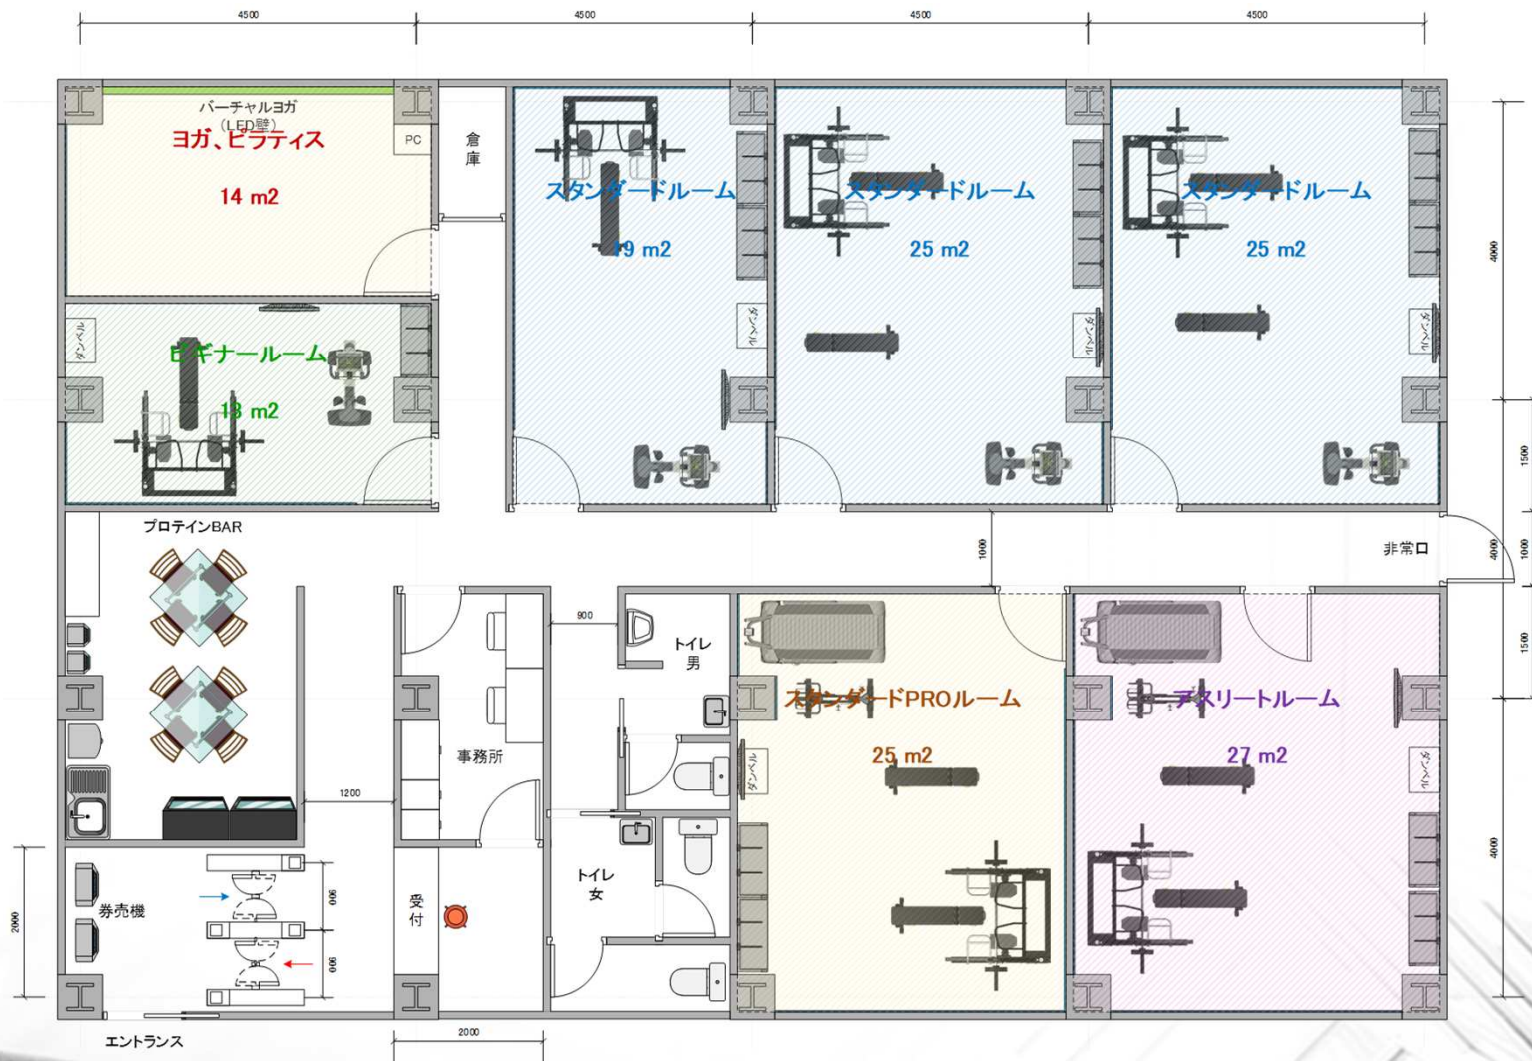 4500
4500
4500
4500
バーチャルヨガ
(LED壁)
ヨガ、ピラティス
14 m2
PC
倉
庫
スタンダードルーム
19 m2
スタンダードルーム
25 m2
スタンダードルーム
25 m2
4000
ダンベル
ビギナールーム
13 m2
ダンベル
ダンベル
ダンベル
1500
プロテインBAR
1000
非常口
4000
1000
900
トイレ
男
1500
スタンダードPROルーム
25 m2
アスリートルーム
27 m2
事務所
ダンベル
ダンベル
1200
4000
2000
券売機
900
900
受
付
トイレ
女
エントランス
2000